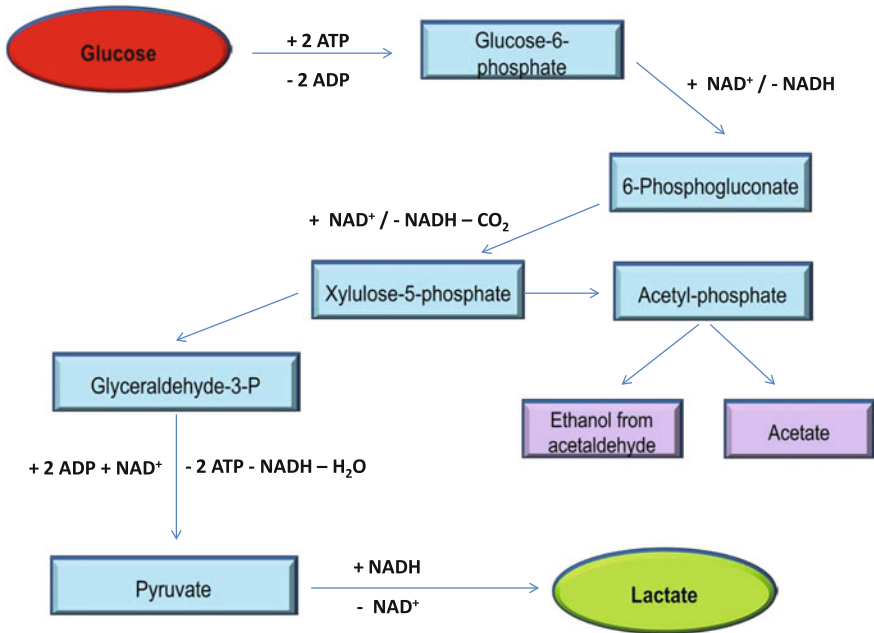 Glucose
+ 2 ATP
- 2 ADP
Glucose-6-
phosphate
+ NAD⁺ / - NADH
6-Phosphogluconate
+ NAD⁺ / - NADH – CO₂
Xylulose-5-phosphate
Acetyl-phosphate
Glyceraldehyde-3-P
Ethanol from
acetaldehyde
Acetate
+ 2 ADP + NAD⁺
- 2 ATP - NADH – H₂O
Pyruvate
+ NADH
- NAD⁺
Lactate